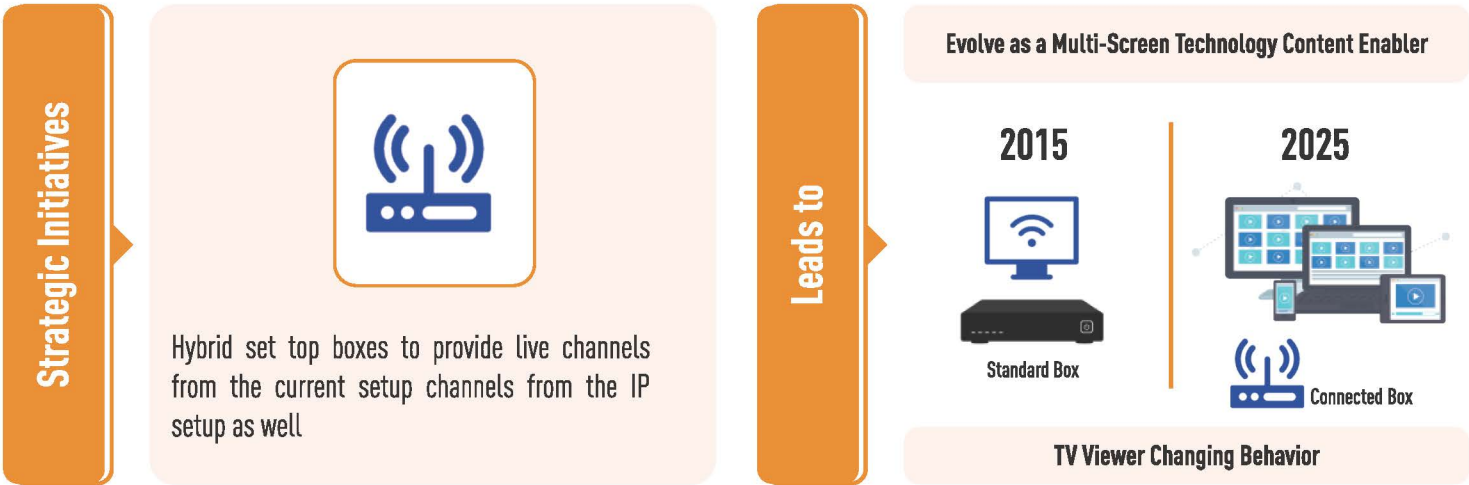 Strategic Initiatives
Hybrid set top boxes to provide live channels
from the current setup channels from the IP
setup as well
Leads to
Evolve as a Multi-Screen Technology Content Enabler
2015
2025
Standard Box
Connected Box
TV Viewer Changing Behavior